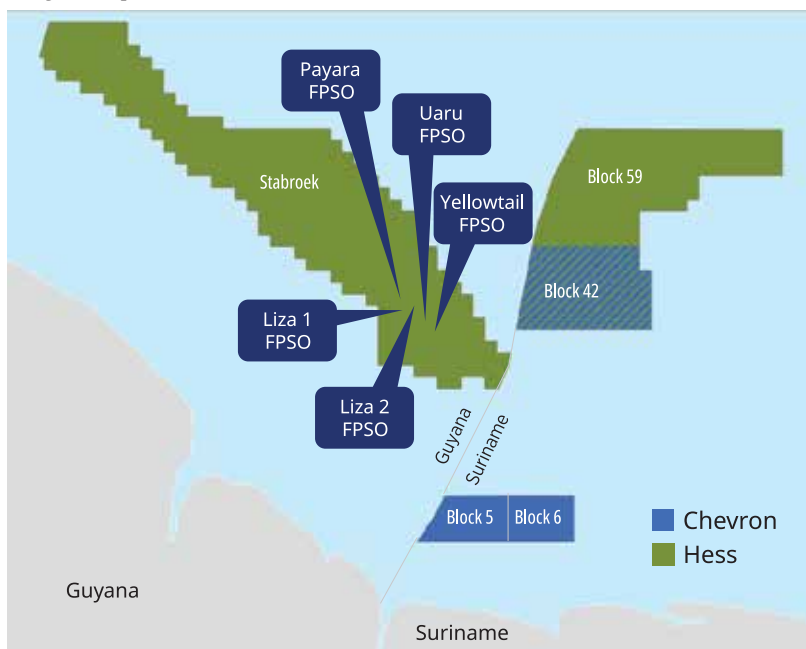 Payara
FPSO
Uaru
FPSO
Stabroek
Block 59
Yellowtail
FPSO
Block 42
Liza 1
FPSO
Liza 2
FPSO
Guyana
Suriname
Block 5
Block 6
Chevron
Hess
Guyana
Suriname